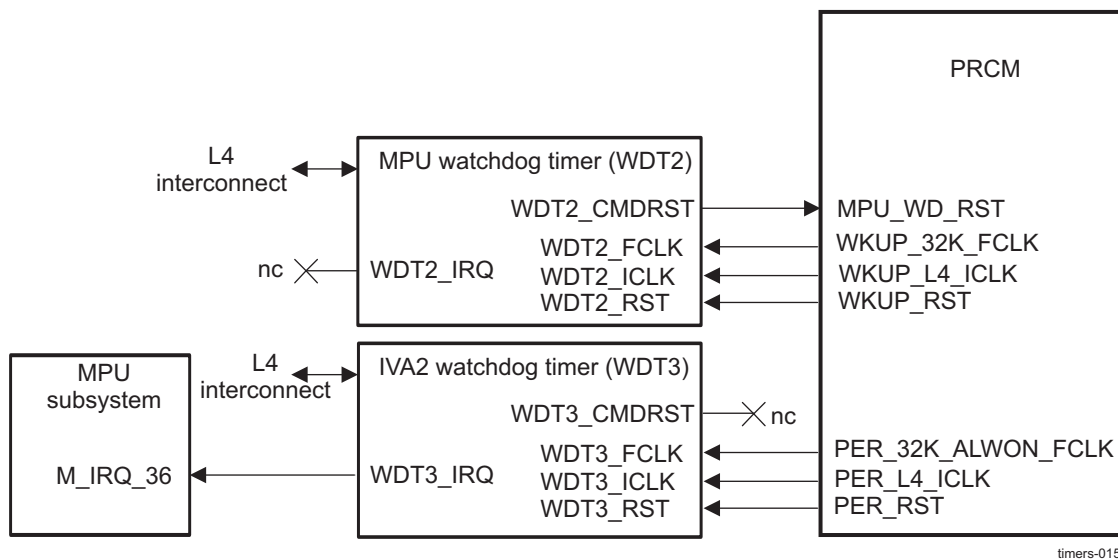 PRCM
L4
interconnect
MPU watchdog timer (WDT2)
WDT2_CMDRST
MPU_WD_RST
WDT2_FCLK
WKUP_32K_FCLK
nc
WDT2_IRQ
WDT2_ICLK
WKUP_L4_ICLK
WDT2_RST
WKUP_RST
MPU
subsystem
L4
interconnect
IVA2 watchdog timer (WDT3)
WDT3_CMDRST
nc
WDT3_FCLK
PER_32K_ALWON_FCLK
M_IRQ_36
WDT3_IRQ
WDT3_ICLK
PER_L4_ICLK
WDT3_RST
PER_RST
timers-015